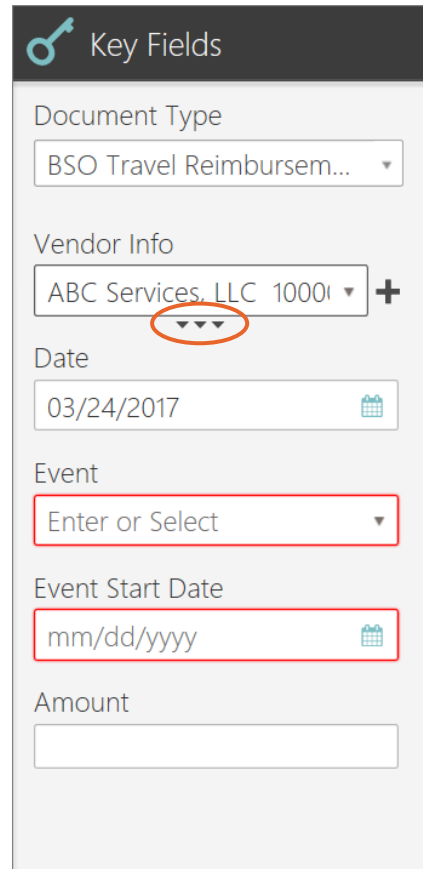 Key Fields
Document Type
BSO Travel Reimbursem...
Vendor Info
ABC Services, LLC 1000
Date
03/24/2017
Event
Enter or Select
Event Start Date
mm/dd/yyyy
Amount